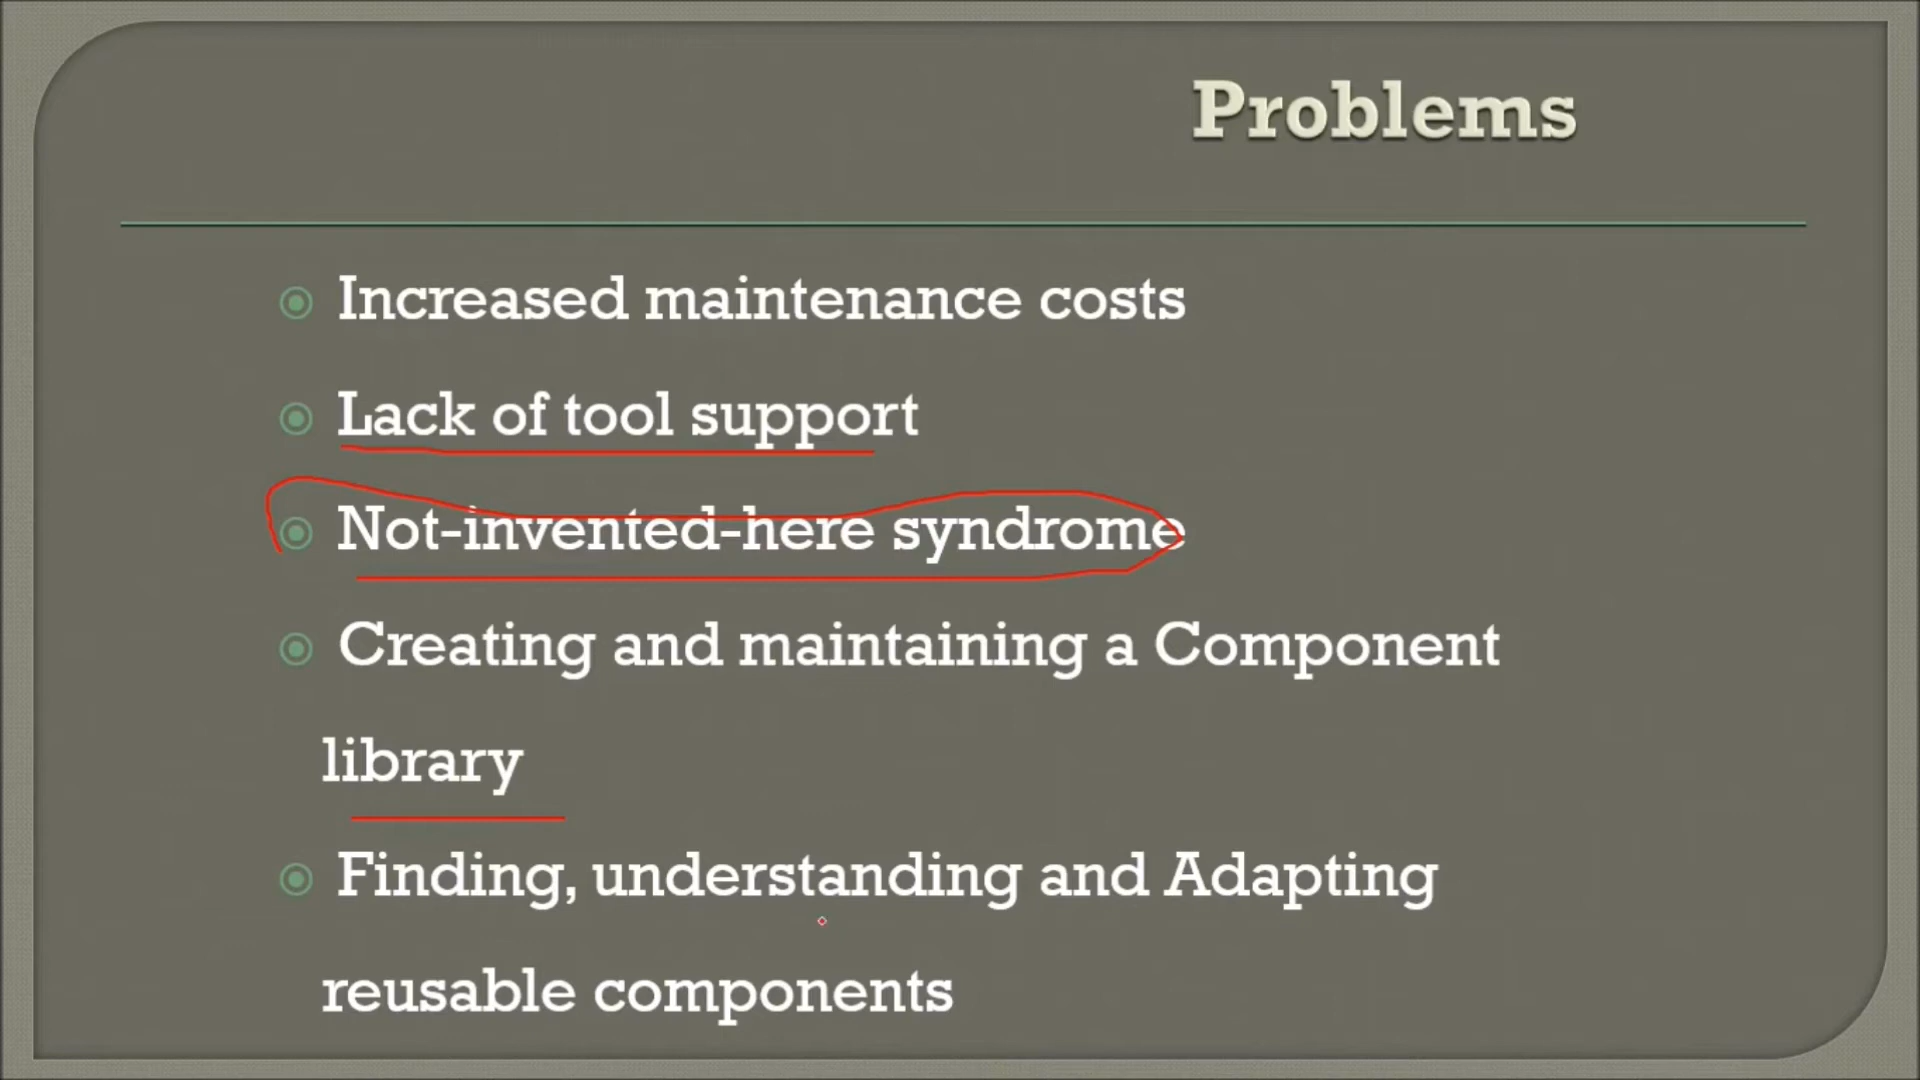 Problems
Increased maintenance costs
Lack of tool support
Not-invented-here syndrome
Creating and maintaining a Component
library
Finding, understanding and Adapting
reusable components